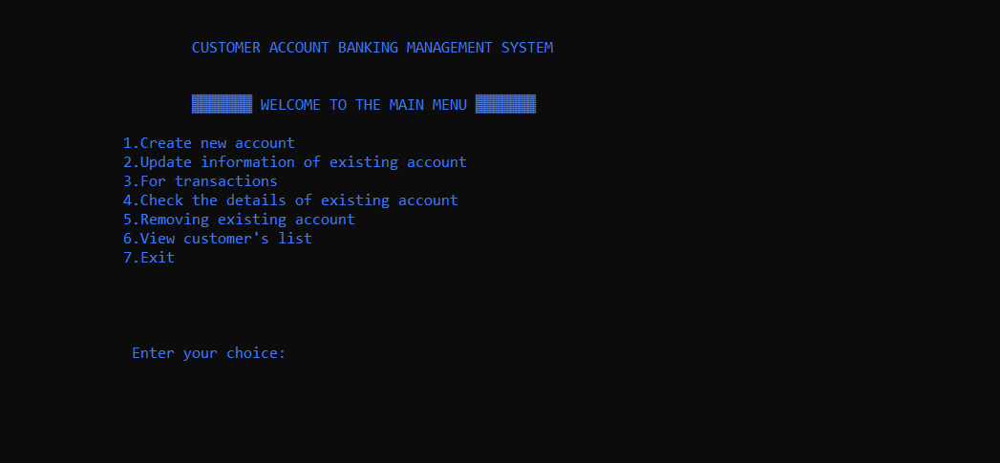 CUSTOMER ACCOUNT BANKING MANAGEMENT SYSTEM
▓▓▓▓▓▓▓ WELCOME TO THE MAIN MENU ▓▓▓▓▓▓▓
1.Create new account
2.Update information of existing account
3.For transactions
4.Check the details of existing account
5.Removing existing account
6.View customer's list
7.Exit
Enter your choice: